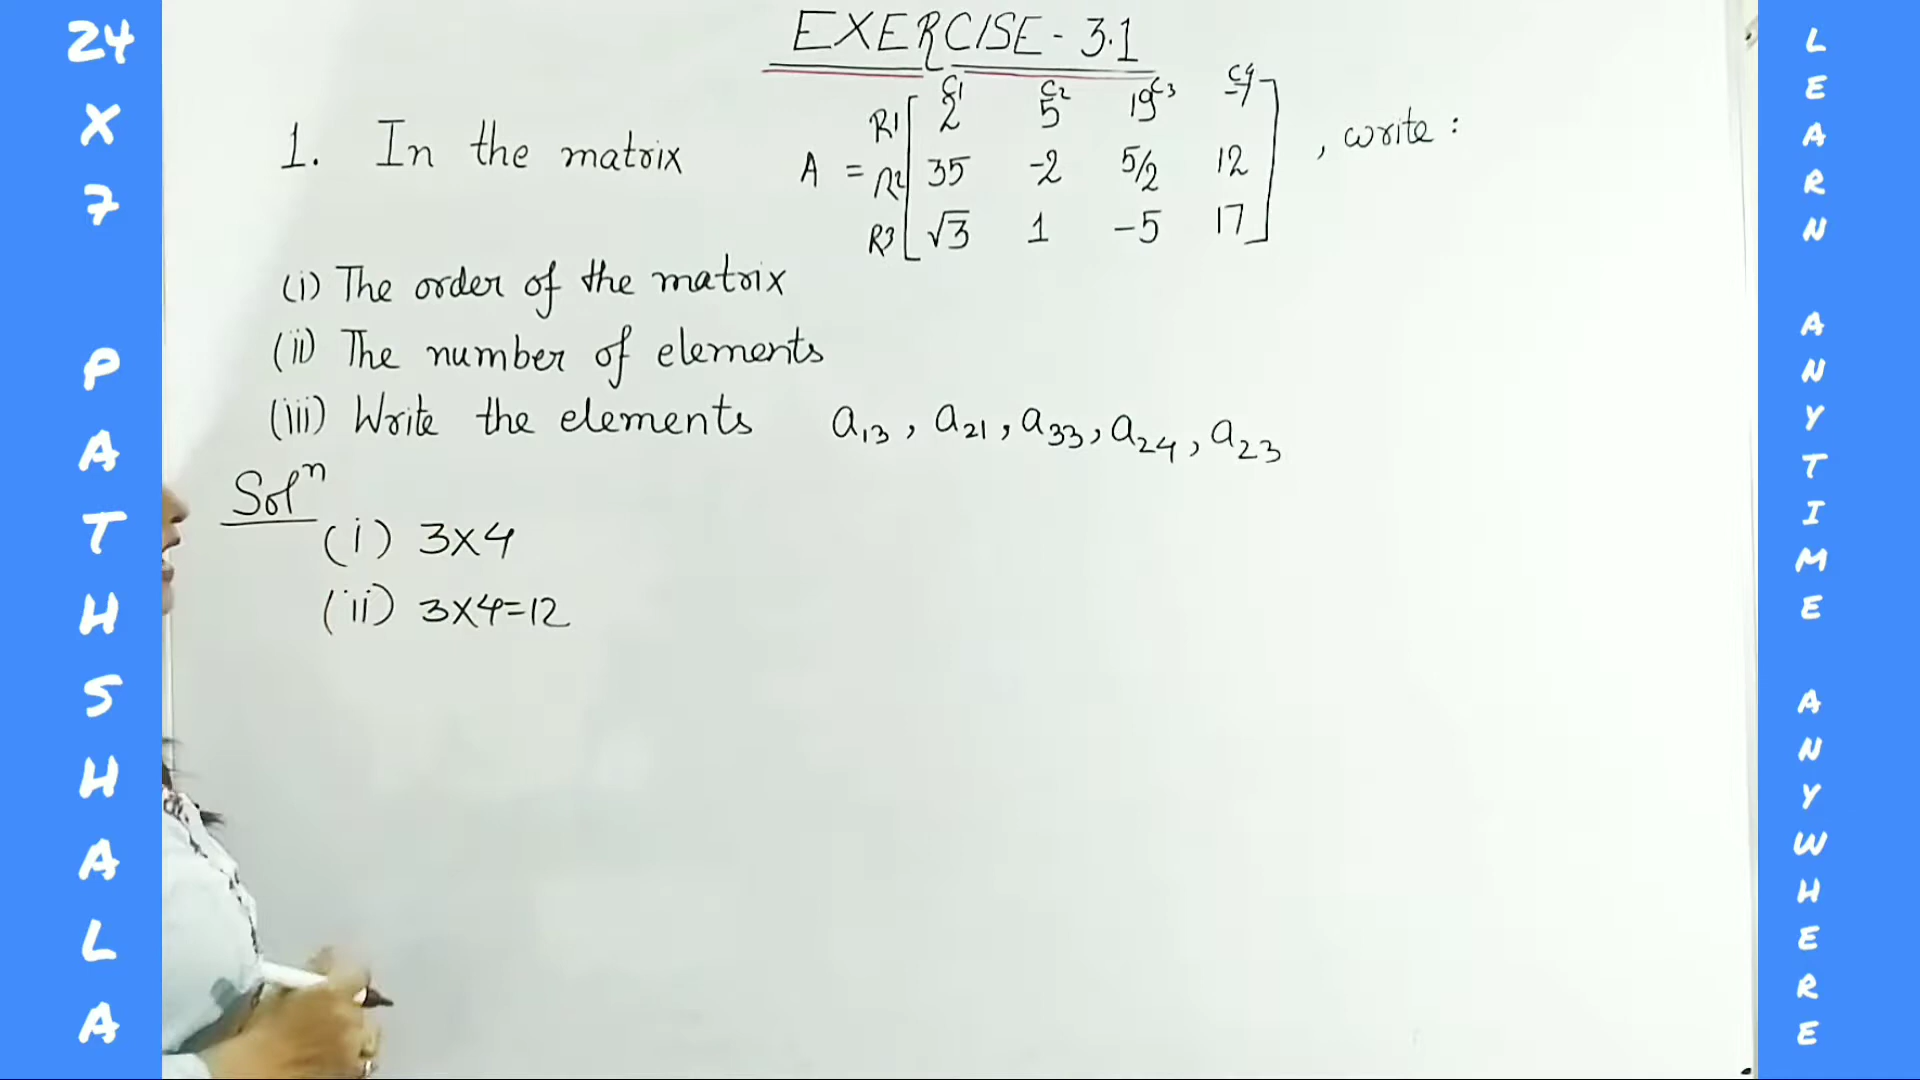 24 X 7 PATHSHALA
EXERCISE - 3.1
C1 C2 C3 C4
R1 2 5 19 -7
1. In the matrix A = R2 35 -2 5/2 12 , write :
R3 √3 1 -5 17
(i) The order of the matrix
(ii) The number of elements
(iii) Write the elements a13, a21, a33, a24, a23
Solⁿ
(i) 3x4
(ii) 3x4=12
LEARN ANYTIME ANYWHERE